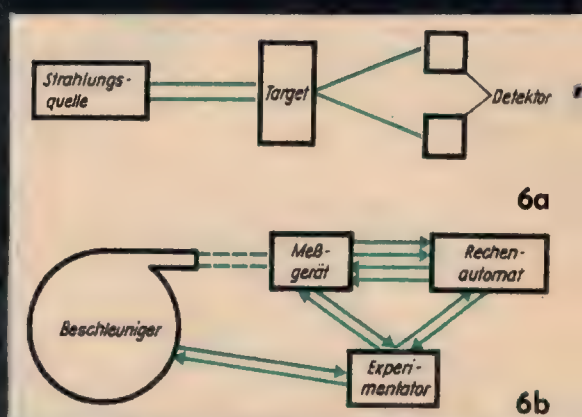 Strahlungs-
quelle
Target
Detektor
6a
Meß-
gerät
Rechen-
automat
Beschleuniger
Experi-
mentator
6b